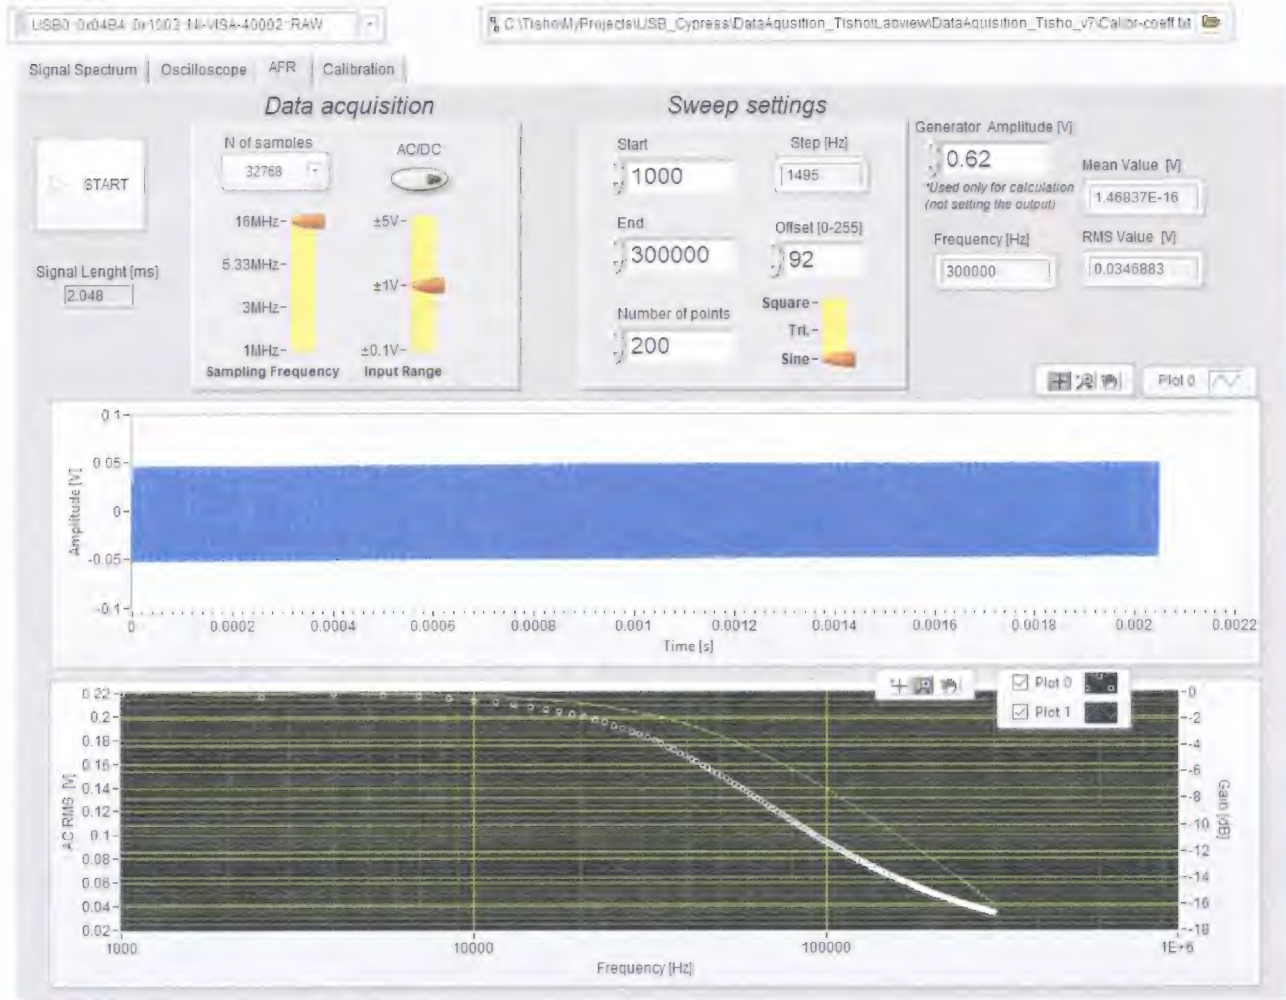 USB0::0x04B4::0x1003::NI-VISA-40002::RAW
C:\Tisho\MyProjects\USB_Cypress\DataAqusition_Tisho\Labview\DataAquisition_Tisho_v7\Calibr-coeff.txt
Signal Spectrum Oscilloscope AFR Calibration
Data acquisition
START
Signal Lenght [ms]
2.048
N of samples
32768
AC/DC
16MHz
5.33MHz
3MHz
1MHz
Sampling Frequency
±5V
±1V
±0.1V
Input Range
Sweep settings
Start
1000
Step [Hz]
1495
End
300000
Offset [0-255]
92
Number of points
200
Square
Tri.
Sine
Generator Amplitude [V]
0.62
*Used only for calculation
(not setting the output)
Mean Value [V]
1.46837E-16
Frequency [Hz]
300000
RMS Value [V]
0.0346883
Plot 0
Amplitude [V]
0.1
0.05
0
-0.05
-0.1
0 0.0002 0.0004 0.0006 0.0008 0.001 0.0012 0.0014 0.0016 0.0018 0.002 0.0022
Time [s]
Plot 0
Plot 1
AC RMS [V]
0.22
0.2
0.18
0.16
0.14
0.12
0.1
0.08
0.06
0.04
0.02
0
-2
-4
-6
-8
-10
-12
-14
-16
-18
Gain [dB]
1000 10000 100000 1E+6
Frequency [Hz]